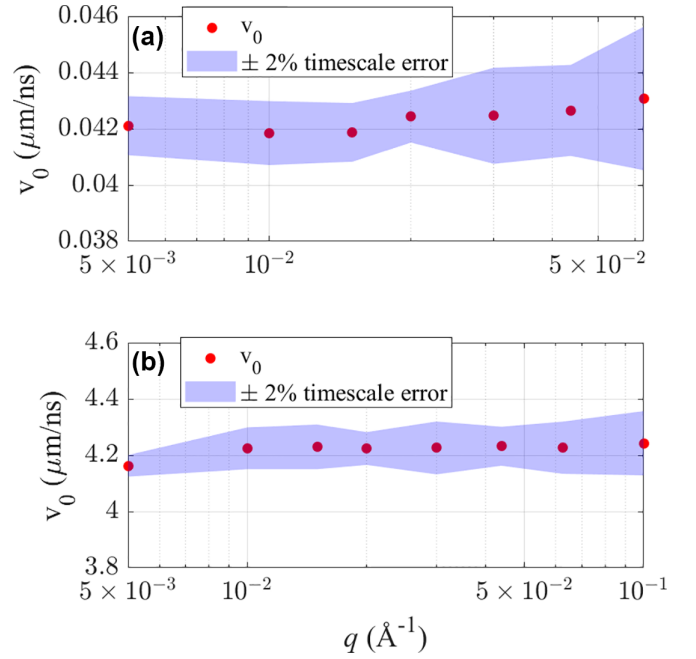 (a)
v₀
± 2% timescale error
0.046
0.044
0.042
0.04
0.038
v₀ (μm/ns)
5 × 10⁻³
10⁻²
5 × 10⁻²
(b)
v₀
± 2% timescale error
4.6
4.4
4.2
4
3.8
v₀ (μm/ns)
5 × 10⁻³
10⁻²
5 × 10⁻²
10⁻¹
q (Å⁻¹)